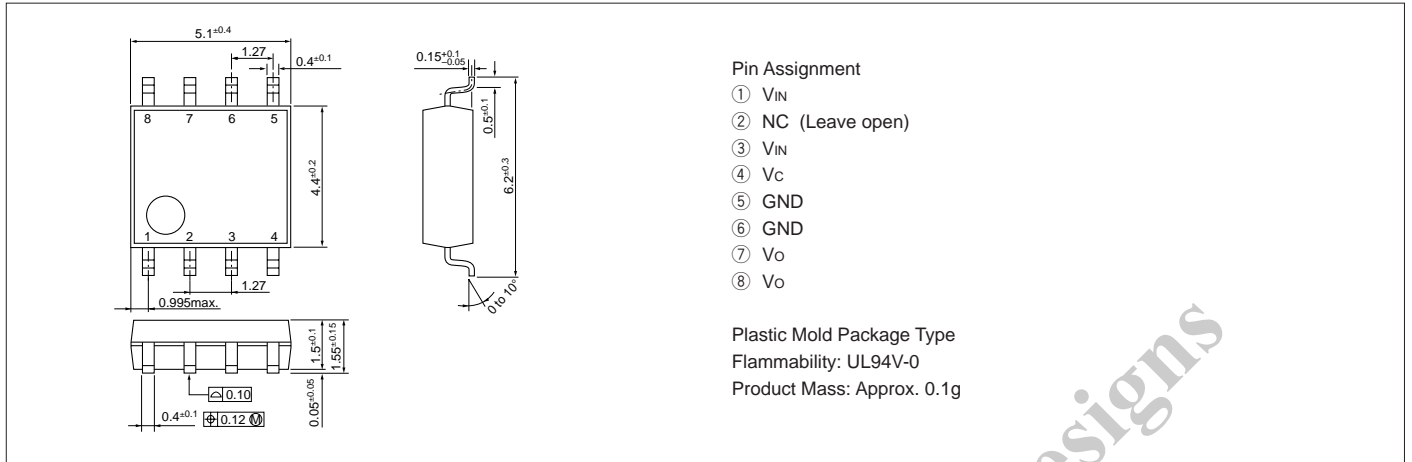 5.1±0.4
1.27
0.4±0.1
8 7 6 5
4.4±0.2
1 2 3 4
1.27
0.995max.
0.15+0.1−0.05
0.5±0.1
6.2±0.3
0 to 10°
1.5±0.1
1.55±0.15
0.05±0.05
0.10
0.4±0.1
0.12 Ⓜ
Pin Assignment
① VIN
② NC (Leave open)
③ VIN
④ VC
⑤ GND
⑥ GND
⑦ VO
⑧ VO
Plastic Mold Package Type
Flammability: UL94V-0
Product Mass: Approx. 0.1g
esigns